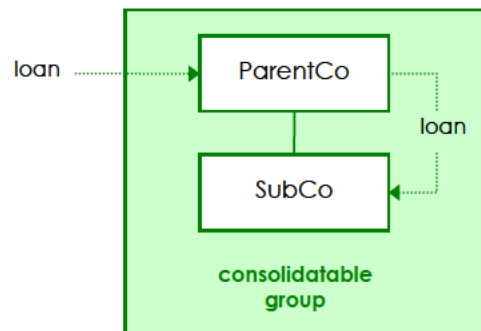 loan
ParentCo
loan
SubCo
consolidatable
group